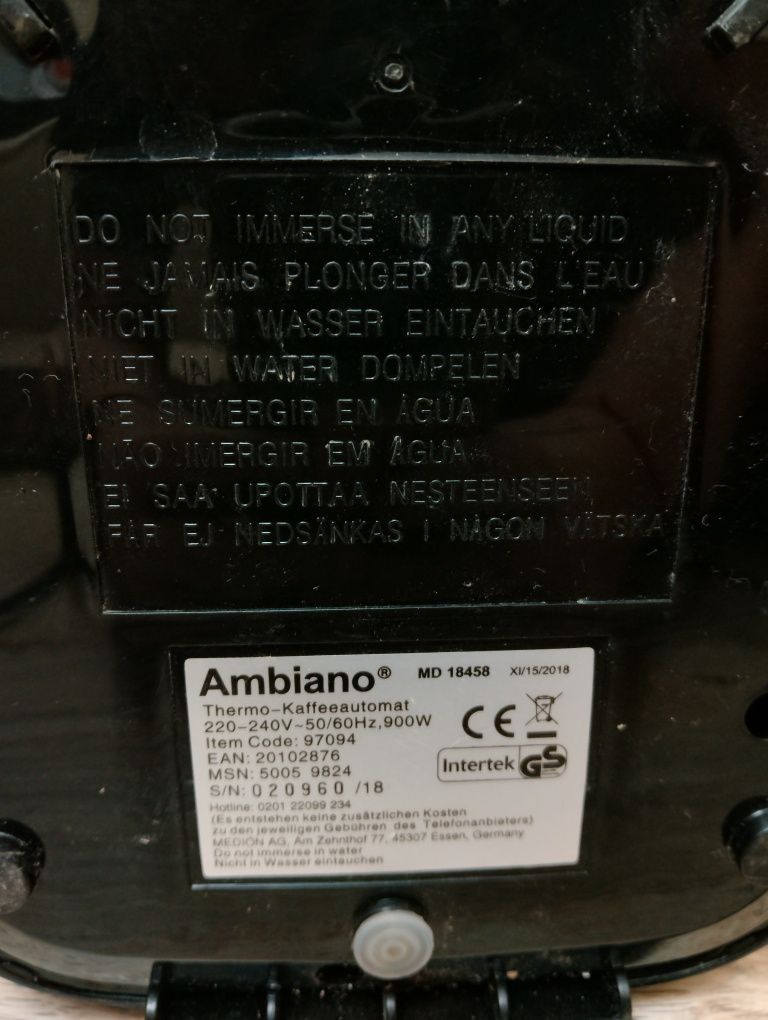 DO NOT IMMERSE IN ANY LIQUID
NE JAMAIS PLONGER DANS L'EAU
NICHT IN WASSER EINTAUCHEN
NIET IN WATER DOMPELEN
NE SUMERGIR EN AGUA
NÃO IMERGIR EM ÁGUA
EI SAA UPOTTAA NESTEENSEEN
FÅR EJ NEDSÄNKAS I NÅGON VÄTSKA
Ambiano® MD 18458 XI/15/2018
Thermo-Kaffeeautomat
220-240V~50/60Hz,900W
Item Code: 97094
EAN: 20102876
MSN: 5005 9824
S/N: 020960 /18
CE
Intertek GS
Hotline: 0201 22099 234
(Es entstehen keine zusätzlichen Kosten
zu den jeweiligen Gebühren des Telefonanbieters)
MEDION AG, Am Zehnthof 77, 45307 Essen, Germany
Do not immerse in water
Nicht in Wasser eintauchen